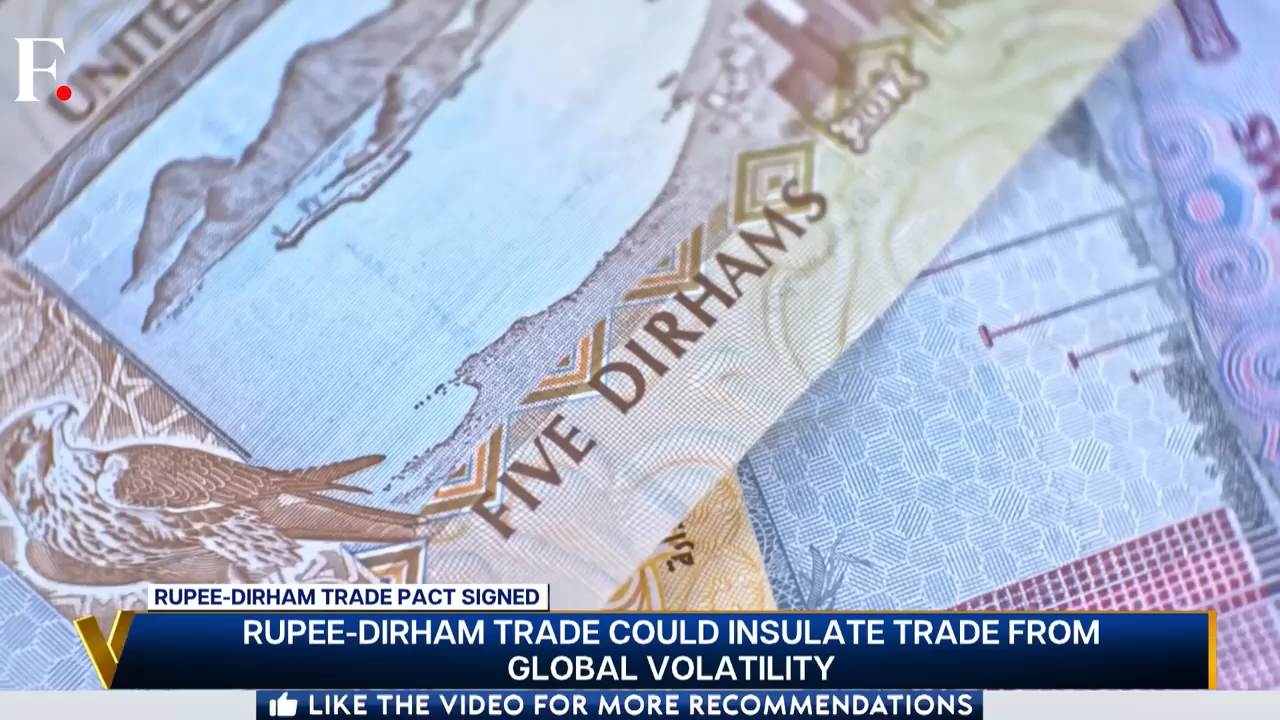 F.
UNITED
2017
FIVE DIRHAMS
RUPEE-DIRHAM TRADE PACT SIGNED
RUPEE-DIRHAM TRADE COULD INSULATE TRADE FROM
GLOBAL VOLATILITY
LIKE THE VIDEO FOR MORE RECOMMENDATIONS